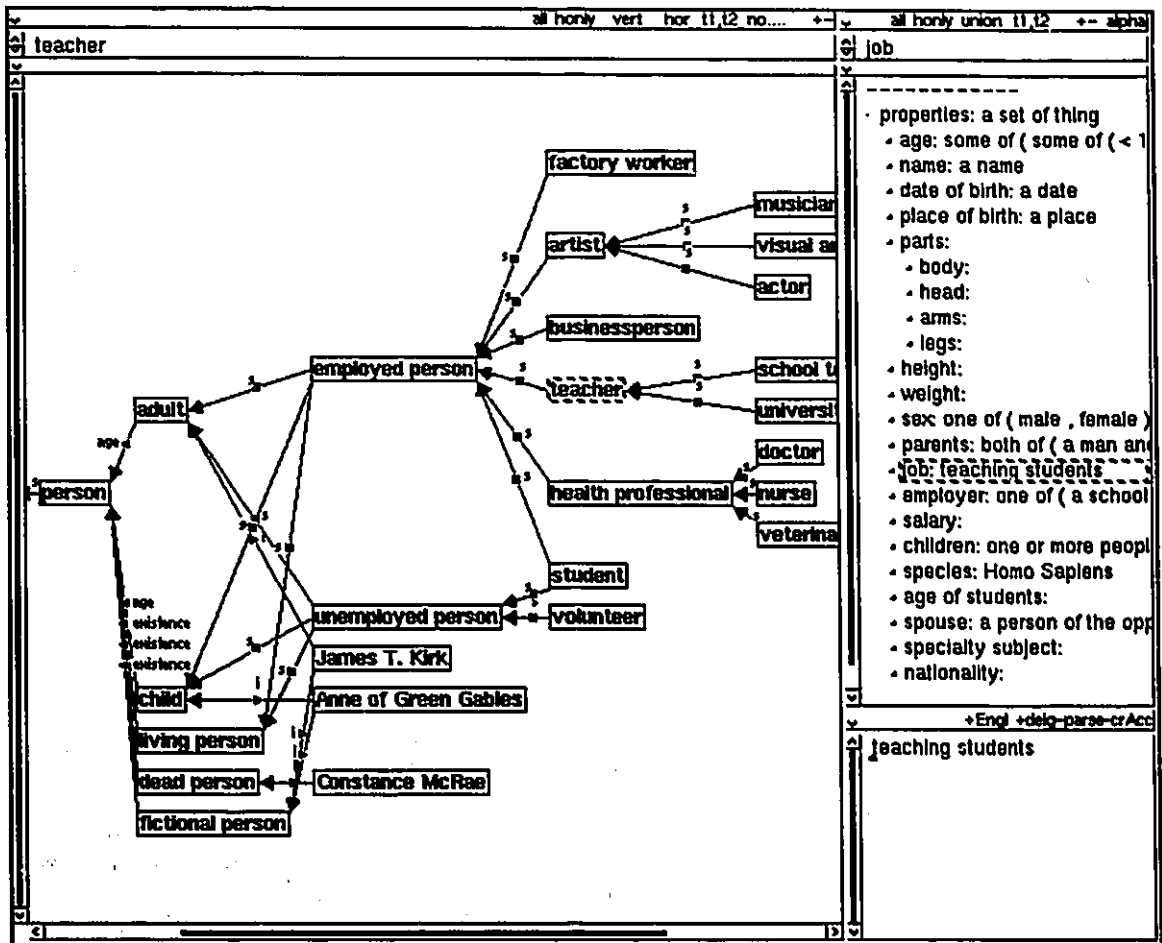 all honly vert hor t1,t2 no.... +-
all honly union t1,t2 +- alpha
teacher
job
factory worker
musician
artist
visual a
actor
businessperson
employed person
school t
teacher
universit
adult
doctor
age
person
health professional
nurse
veterina
s
i
student
unemployed person
volunteer
age
existence
existence
existence
James T. Kirk
child
Anne of Green Gables
living person
dead person
Constance McRae
fictional person
properties: a set of thing
age: some of ( some of ( < 1
name: a name
date of birth: a date
place of birth: a place
parts:
body:
head:
arms:
legs:
height:
weight:
sex: one of ( male , female )
parents: both of ( a man and
job: teaching students
employer: one of ( a school
salary:
children: one or more peopl
species: Homo Sapiens
age of students:
spouse: a person of the opp
specialty subject:
nationality:
+Engl +delg-parse-crAcc
teaching students